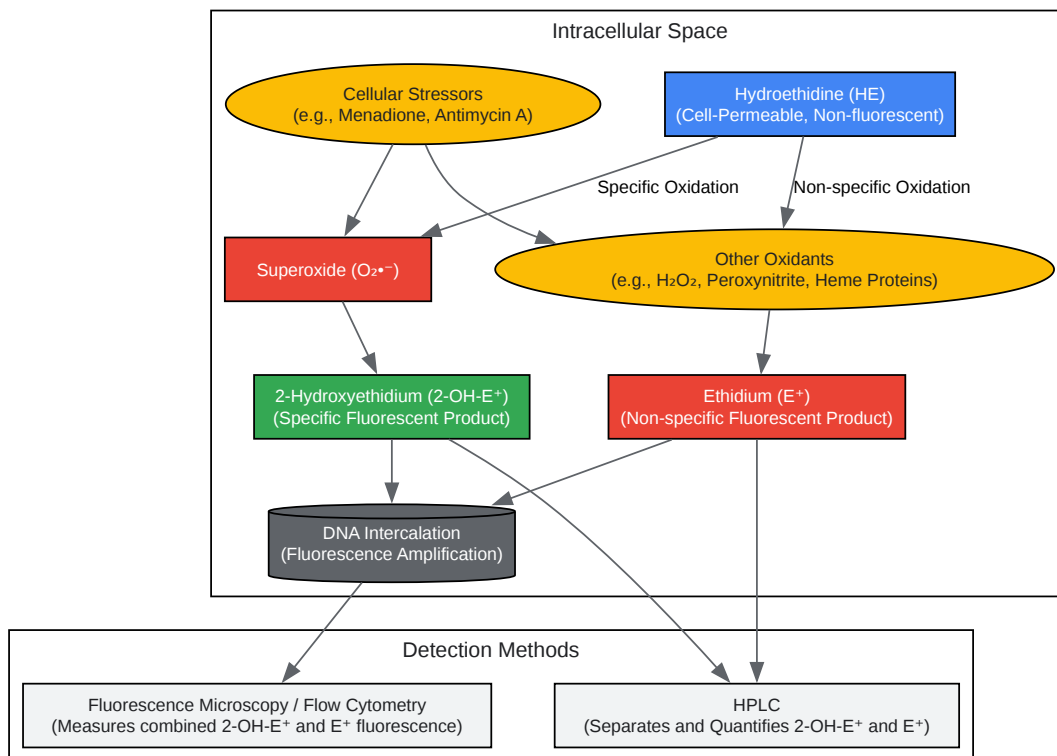 Intracellular Space
Cellular Stressors
(e.g., Menadione, Antimycin A)
Hydroethidine (HE)
(Cell-Permeable, Non-fluorescent)
Specific Oxidation
Non-specific Oxidation
Superoxide (O₂•⁻)
Other Oxidants
(e.g., H₂O₂, Peroxynitrite, Heme Proteins)
2-Hydroxyethidium (2-OH-E⁺)
(Specific Fluorescent Product)
Ethidium (E⁺)
(Non-specific Fluorescent Product)
DNA Intercalation
(Fluorescence Amplification)
Detection Methods
Fluorescence Microscopy / Flow Cytometry
(Measures combined 2-OH-E⁺ and E⁺ fluorescence)
HPLC
(Separates and Quantifies 2-OH-E⁺ and E⁺)